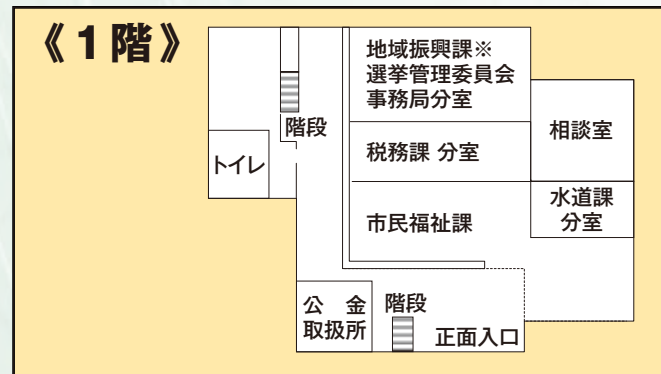 《１階》
地域振興課※
選挙管理委員会
事務局分室
階段
相談室
税務課 分室
トイレ
水道課
分室
市民福祉課
公 金
取扱所
階段
正面入口